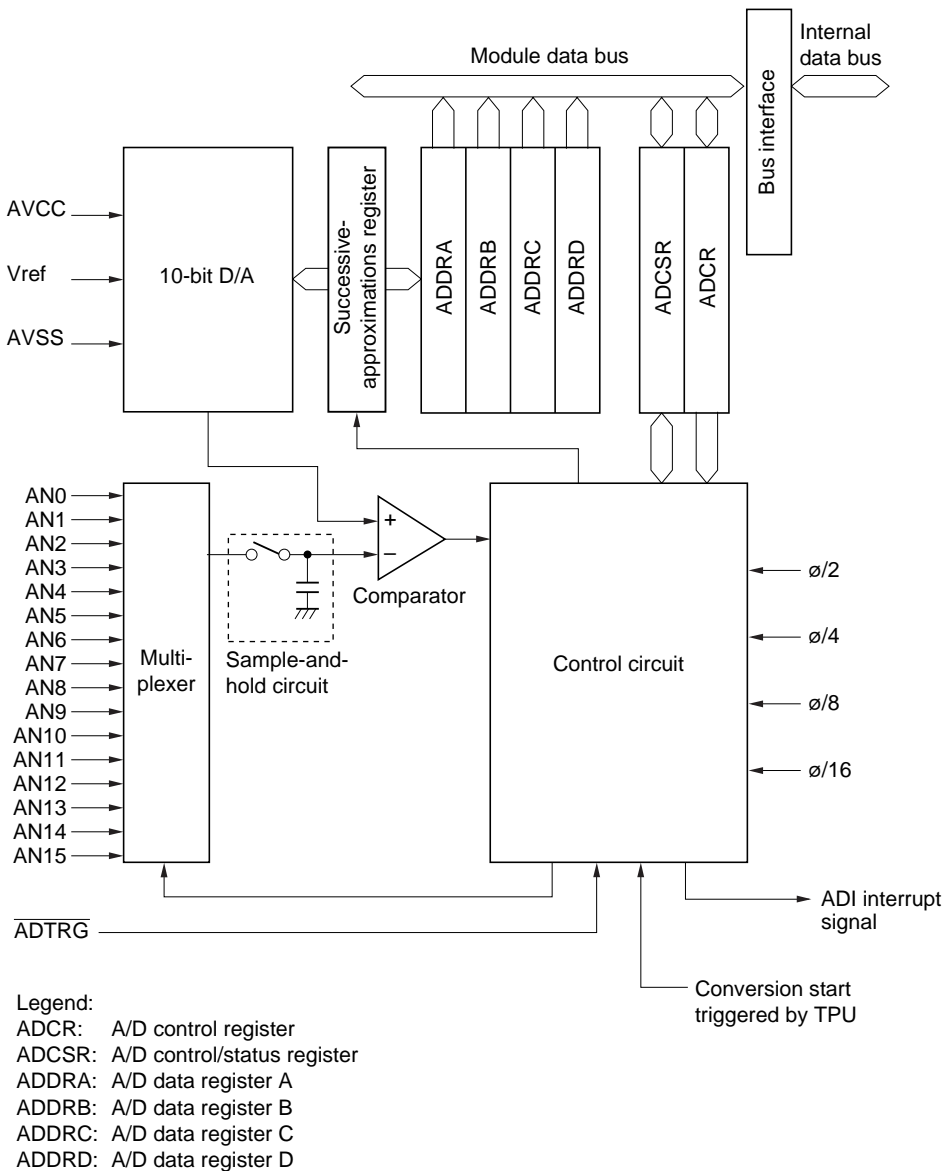 Module data bus
Internal
data bus
Bus interface
AVCC
Vref
AVSS
10-bit D/A
Successive-
approximations register
ADDRA
ADDRB
ADDRC
ADDRD
ADCSR
ADCR
AN0
AN1
AN2
AN3
AN4
AN5
AN6
AN7
AN8
AN9
AN10
AN11
AN12
AN13
AN14
AN15
Multi-
plexer
+
−
Comparator
Sample-and-
hold circuit
Control circuit
ø/2
ø/4
ø/8
ø/16
ADI interrupt
signal
ADTRG
Conversion start
triggered by TPU
Legend:
ADCR: A/D control register
ADCSR: A/D control/status register
ADDRA: A/D data register A
ADDRB: A/D data register B
ADDRC: A/D data register C
ADDRD: A/D data register D